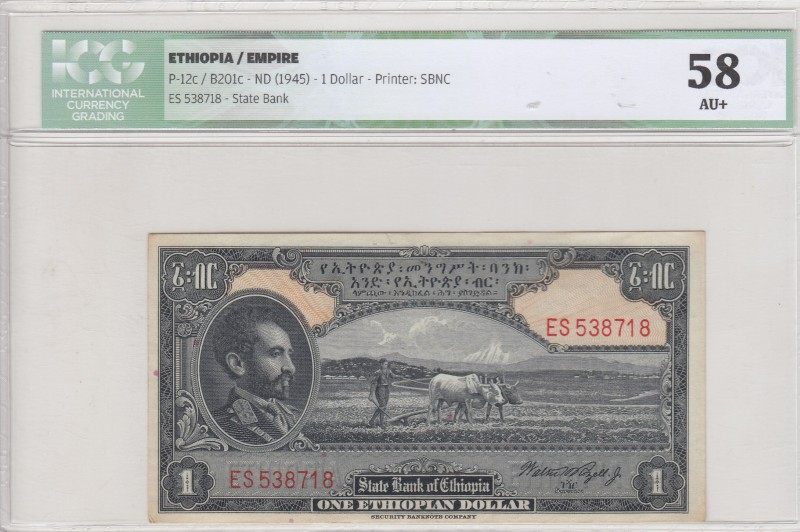 ICG
INTERNATIONAL
CURRENCY
GRADING
ETHIOPIA / EMPIRE
P-12c / B201c - ND (1945) - 1 Dollar - Printer: SBNC
ES 538718 - State Bank
58
AU+
የኢትዮጵያ፡መንግሥት፡ባንክ፡
አንድ፡የኢትዮጵያ፡ብር፡
፩፡ብር
፩፡ብር
ES 538718
ES 538718
1
State Bank of Ethiopia
Governor
1
ONE ETHIOPIAN DOLLAR
SECURITY BANKNOTE COMPANY